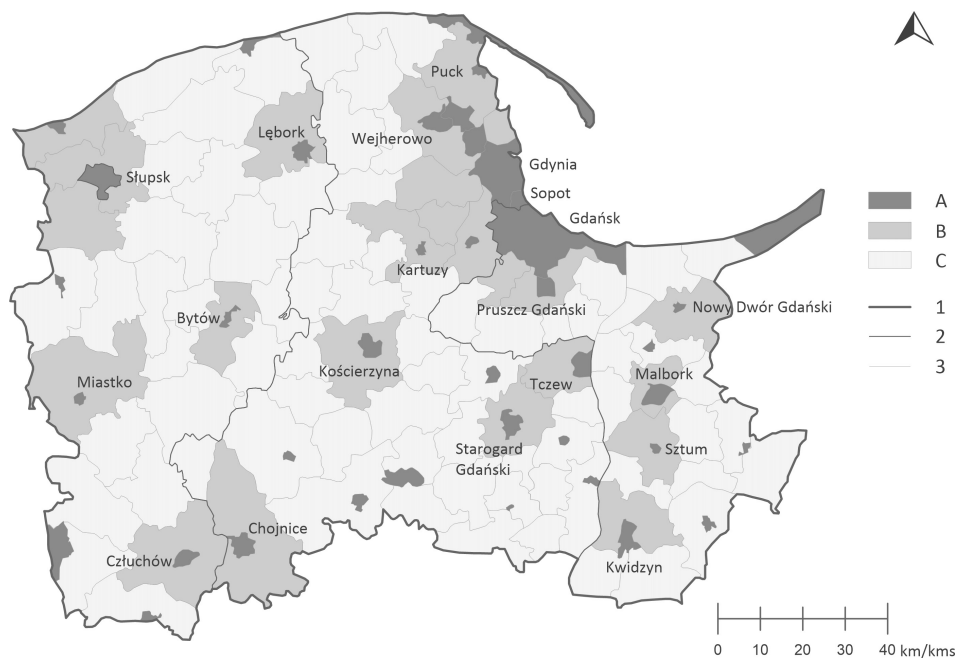 Puck
Lębork
Wejherowo
Gdynia
Słupsk
Sopot
Gdańsk
Kartuzy
Pruszcz Gdański
Nowy Dwór Gdański
Bytów
Kościerzyna
Miastko
Tczew
Malbork
Starogard
Gdański
Sztum
Chojnice
Człuchów
Kwidzyn
A
B
C
1
2
3
0 10 20 30 40 km/kms